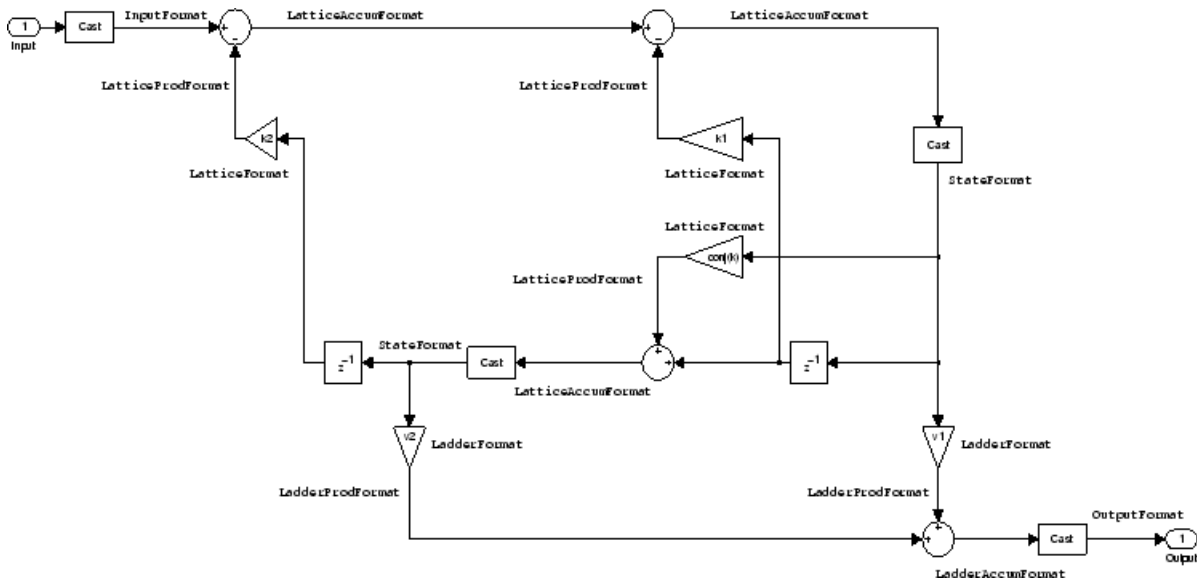 InputFormat
LatticeAccumFormat
LatticeAccumFormat
1
Input
Cast
+
−
+
−
LatticeProdFormat
LatticeProdFormat
k2
k1
Cast
LatticeFormat
LatticeFormat
StateFormat
LatticeFormat
conj(k)
LatticeProdFormat
StateFormat
+
+
z-1
Cast
z-1
LatticeAccumFormat
v2
LadderFormat
v1
LadderFormat
LadderProdFormat
LadderProdFormat
OutputFormat
+
+
Cast
1
Output
LadderAccumFormat